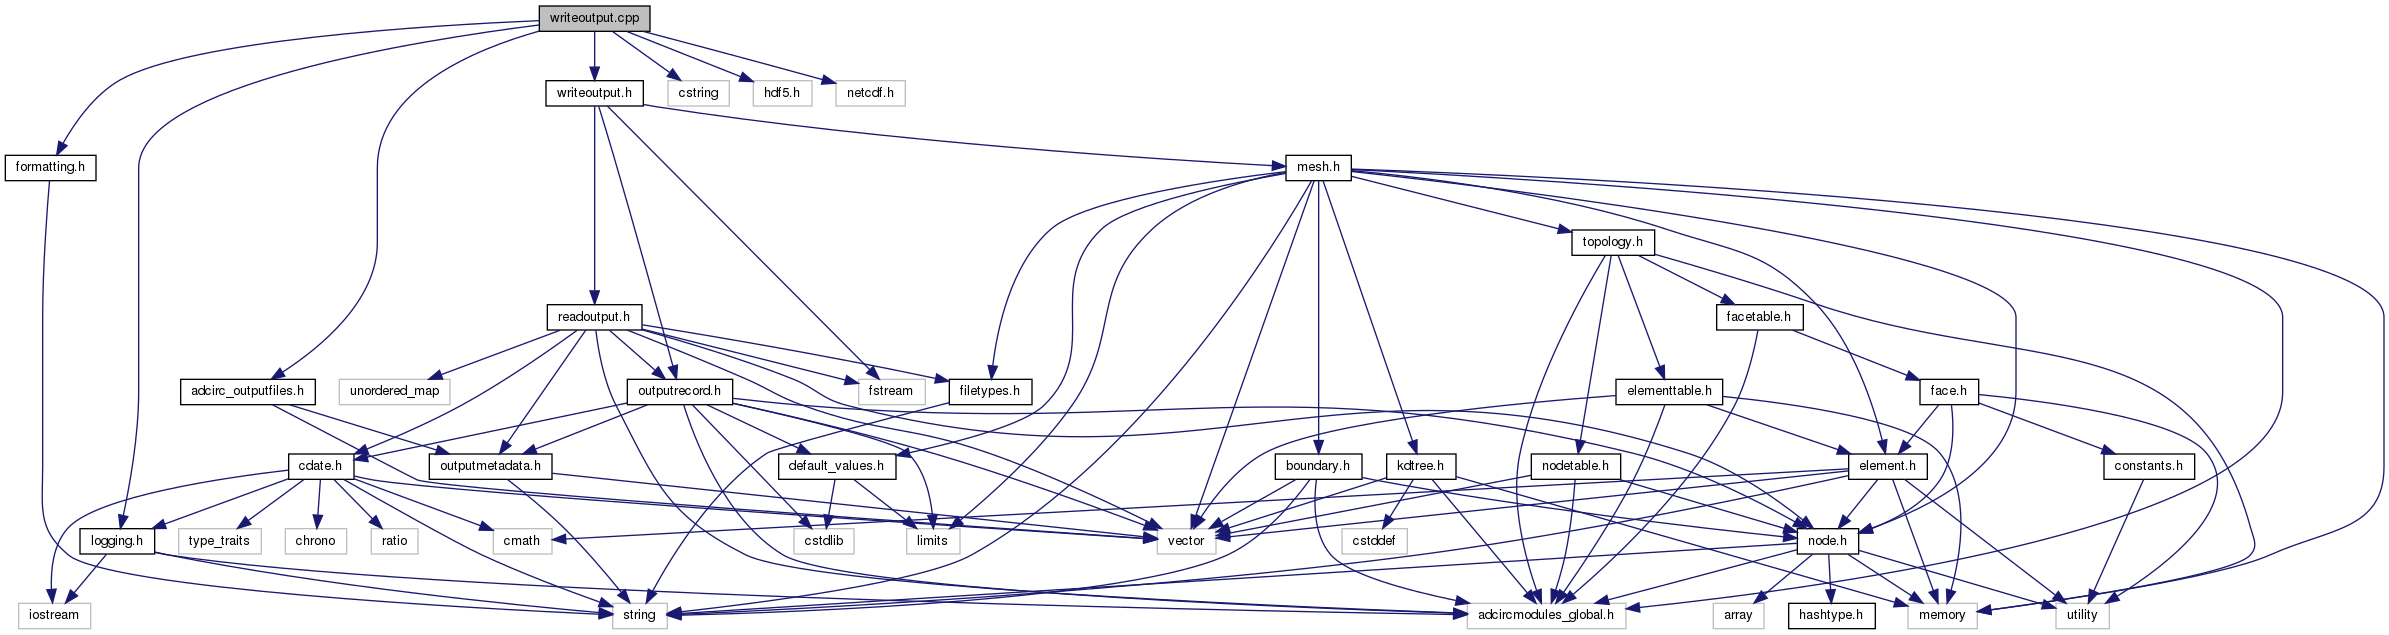 writeoutput.cpp
writeoutput.h
cstring
hdf5.h
netcdf.h
formatting.h
mesh.h
topology.h
readoutput.h
facetable.h
adcirc_outputfiles.h
unordered_map
outputrecord.h
fstream
filetypes.h
elementtable.h
face.h
cdate.h
outputmetadata.h
default_values.h
boundary.h
kdtree.h
nodetable.h
element.h
constants.h
logging.h
type_traits
chrono
ratio
cmath
cstdlib
limits
vector
cstddef
node.h
iostream
string
adcircmodules_global.h
array
hashtype.h
memory
utility